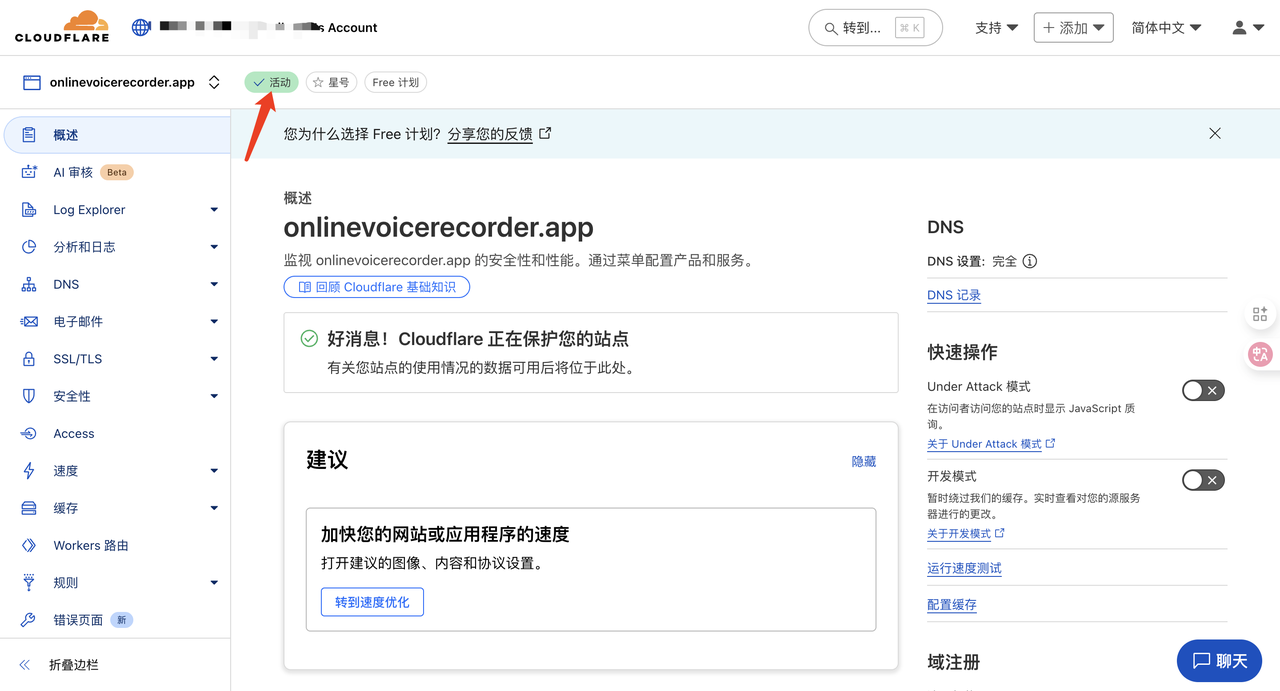 CLOUDFLARE
Account
转到... ⌘ K
支持
添加
简体中文
onlinevoicerecorder.app
活动
星号
Free 计划
概述
AI 审核 Beta
Log Explorer
分析和日志
DNS
电子邮件
SSL/TLS
安全性
Access
速度
缓存
Workers 路由
规则
错误页面 新
折叠边栏
您为什么选择 Free 计划? 分享您的反馈
概述
onlinevoicerecorder.app
监视 onlinevoicerecorder.app 的安全性和性能。通过菜单配置产品和服务。
回顾 Cloudflare 基础知识
好消息！Cloudflare 正在保护您的站点
有关您站点的使用情况的数据可用后将位于此处。
建议
隐藏
加快您的网站或应用程序的速度
打开建议的图像、内容和协议设置。
转到速度优化
DNS
DNS 设置: 完全
DNS 记录
快速操作
Under Attack 模式
在访问者访问您的站点时显示 JavaScript 质
询。
关于 Under Attack 模式
开发模式
暂时绕过我们的缓存。实时查看对您的源服务
器进行的更改。
关于开发模式
运行速度测试
配置缓存
域注册
聊天